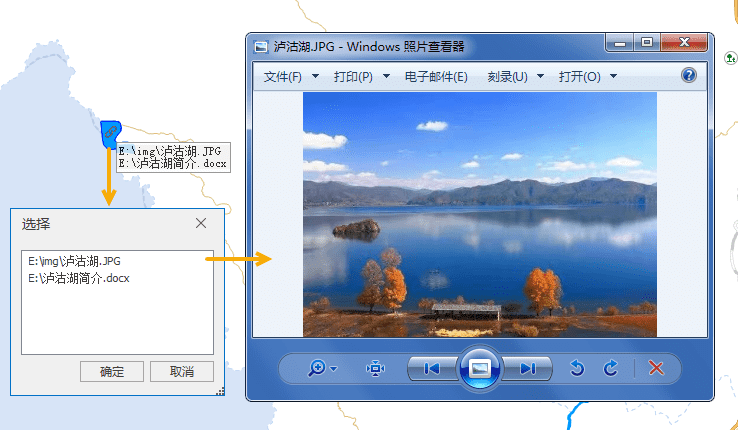 泸沽湖.JPG - Windows 照片查看器
文件(F) 打印(P) 电子邮件(E) 刻录(U) 打开(O)
E:\img\泸沽湖.JPG
E:\泸沽湖简介.docx
选择
E:\img\泸沽湖.JPG
E:\泸沽湖简介.docx
确定 取消